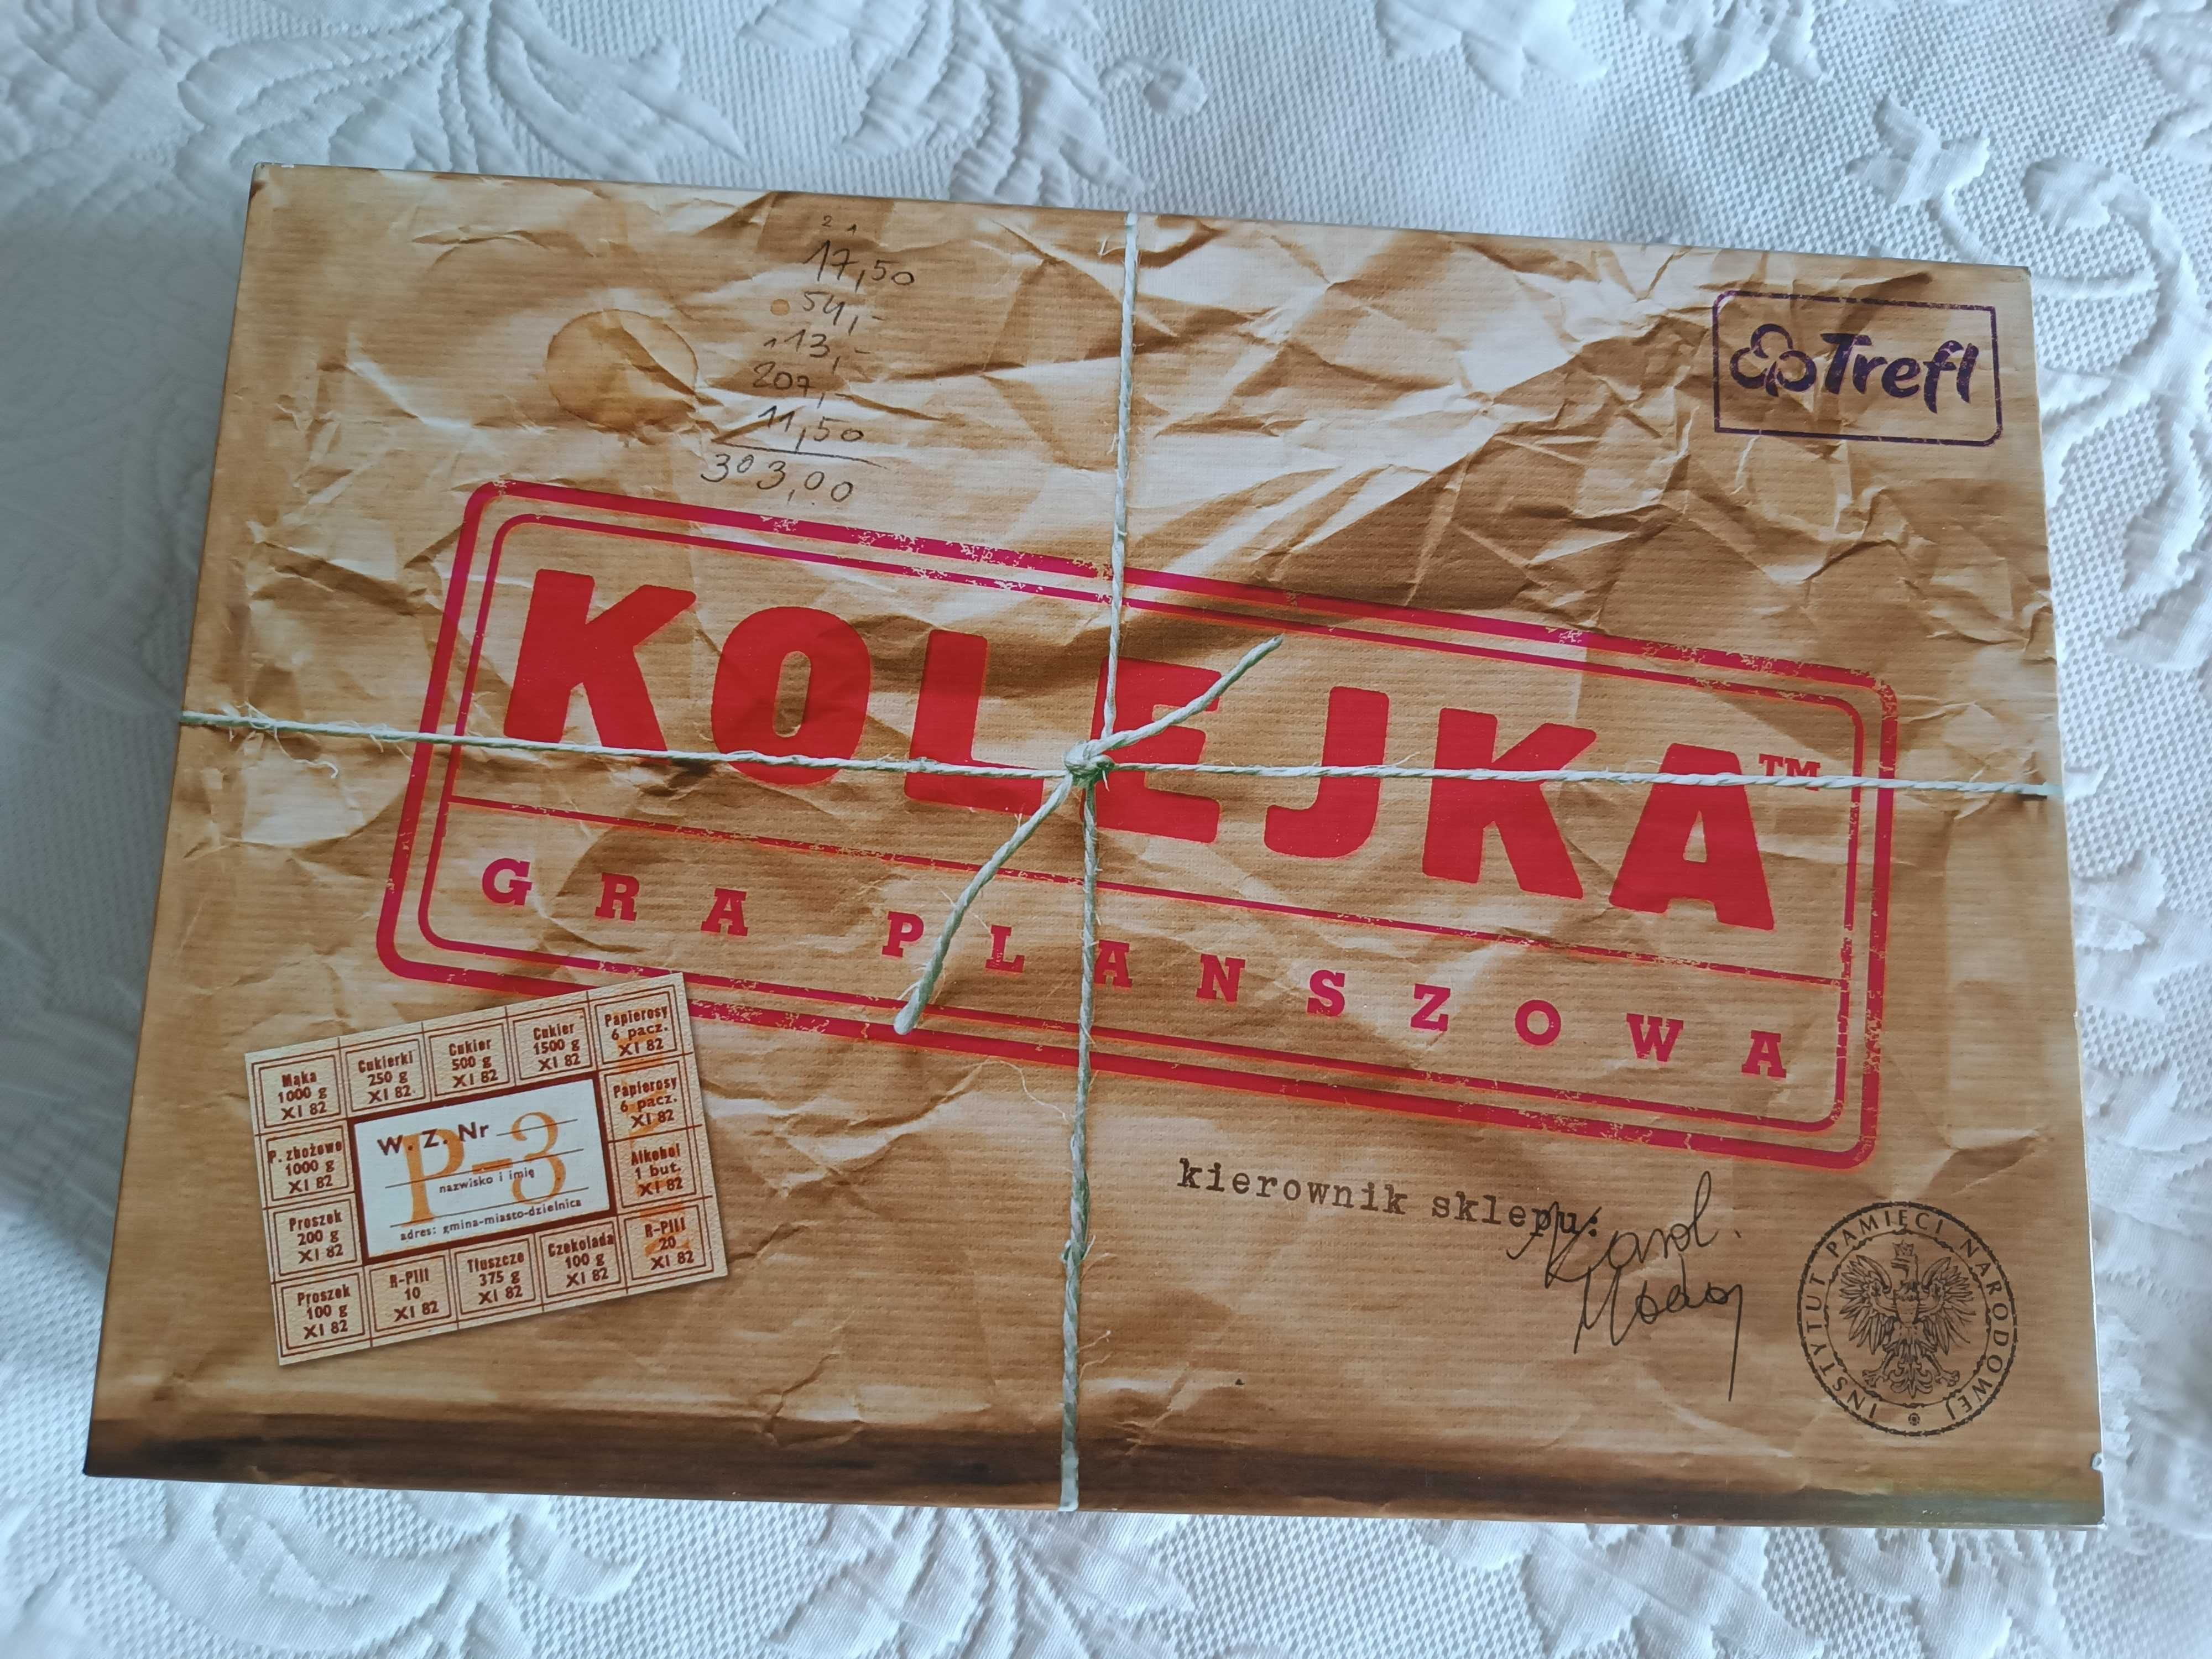 2 1
17,50
54,-
13,-
207,-
11,50
303,00
Trefl
KOLEJKA™
GRA PLANSZOWA
Mąka
1000 g
XI 82
Cukierki
250 g
XI 82
Cukier
500 g
XI 82
Cukier
1500 g
XI 82
Papierosy
6 pacz.
XI 82
P. zbożowe
1000 g
XI 82
W. Z. Nr
P-3
nazwisko i imię
adres: gmina-miasto-dzielnica
Papierosy
6 pacz.
XI 82
Proszek
200 g
XI 82
Alkohol
1 but.
XI 82
Proszek
100 g
XI 82
R-PIII
10
XI 82
Tłuszcze
375 g
XI 82
Czekolada
100 g
XI 82
R-PIII
20
XI 82
kierownik sklepu:
Karol
INSTYTUT PAMIĘCI NARODOWEJ